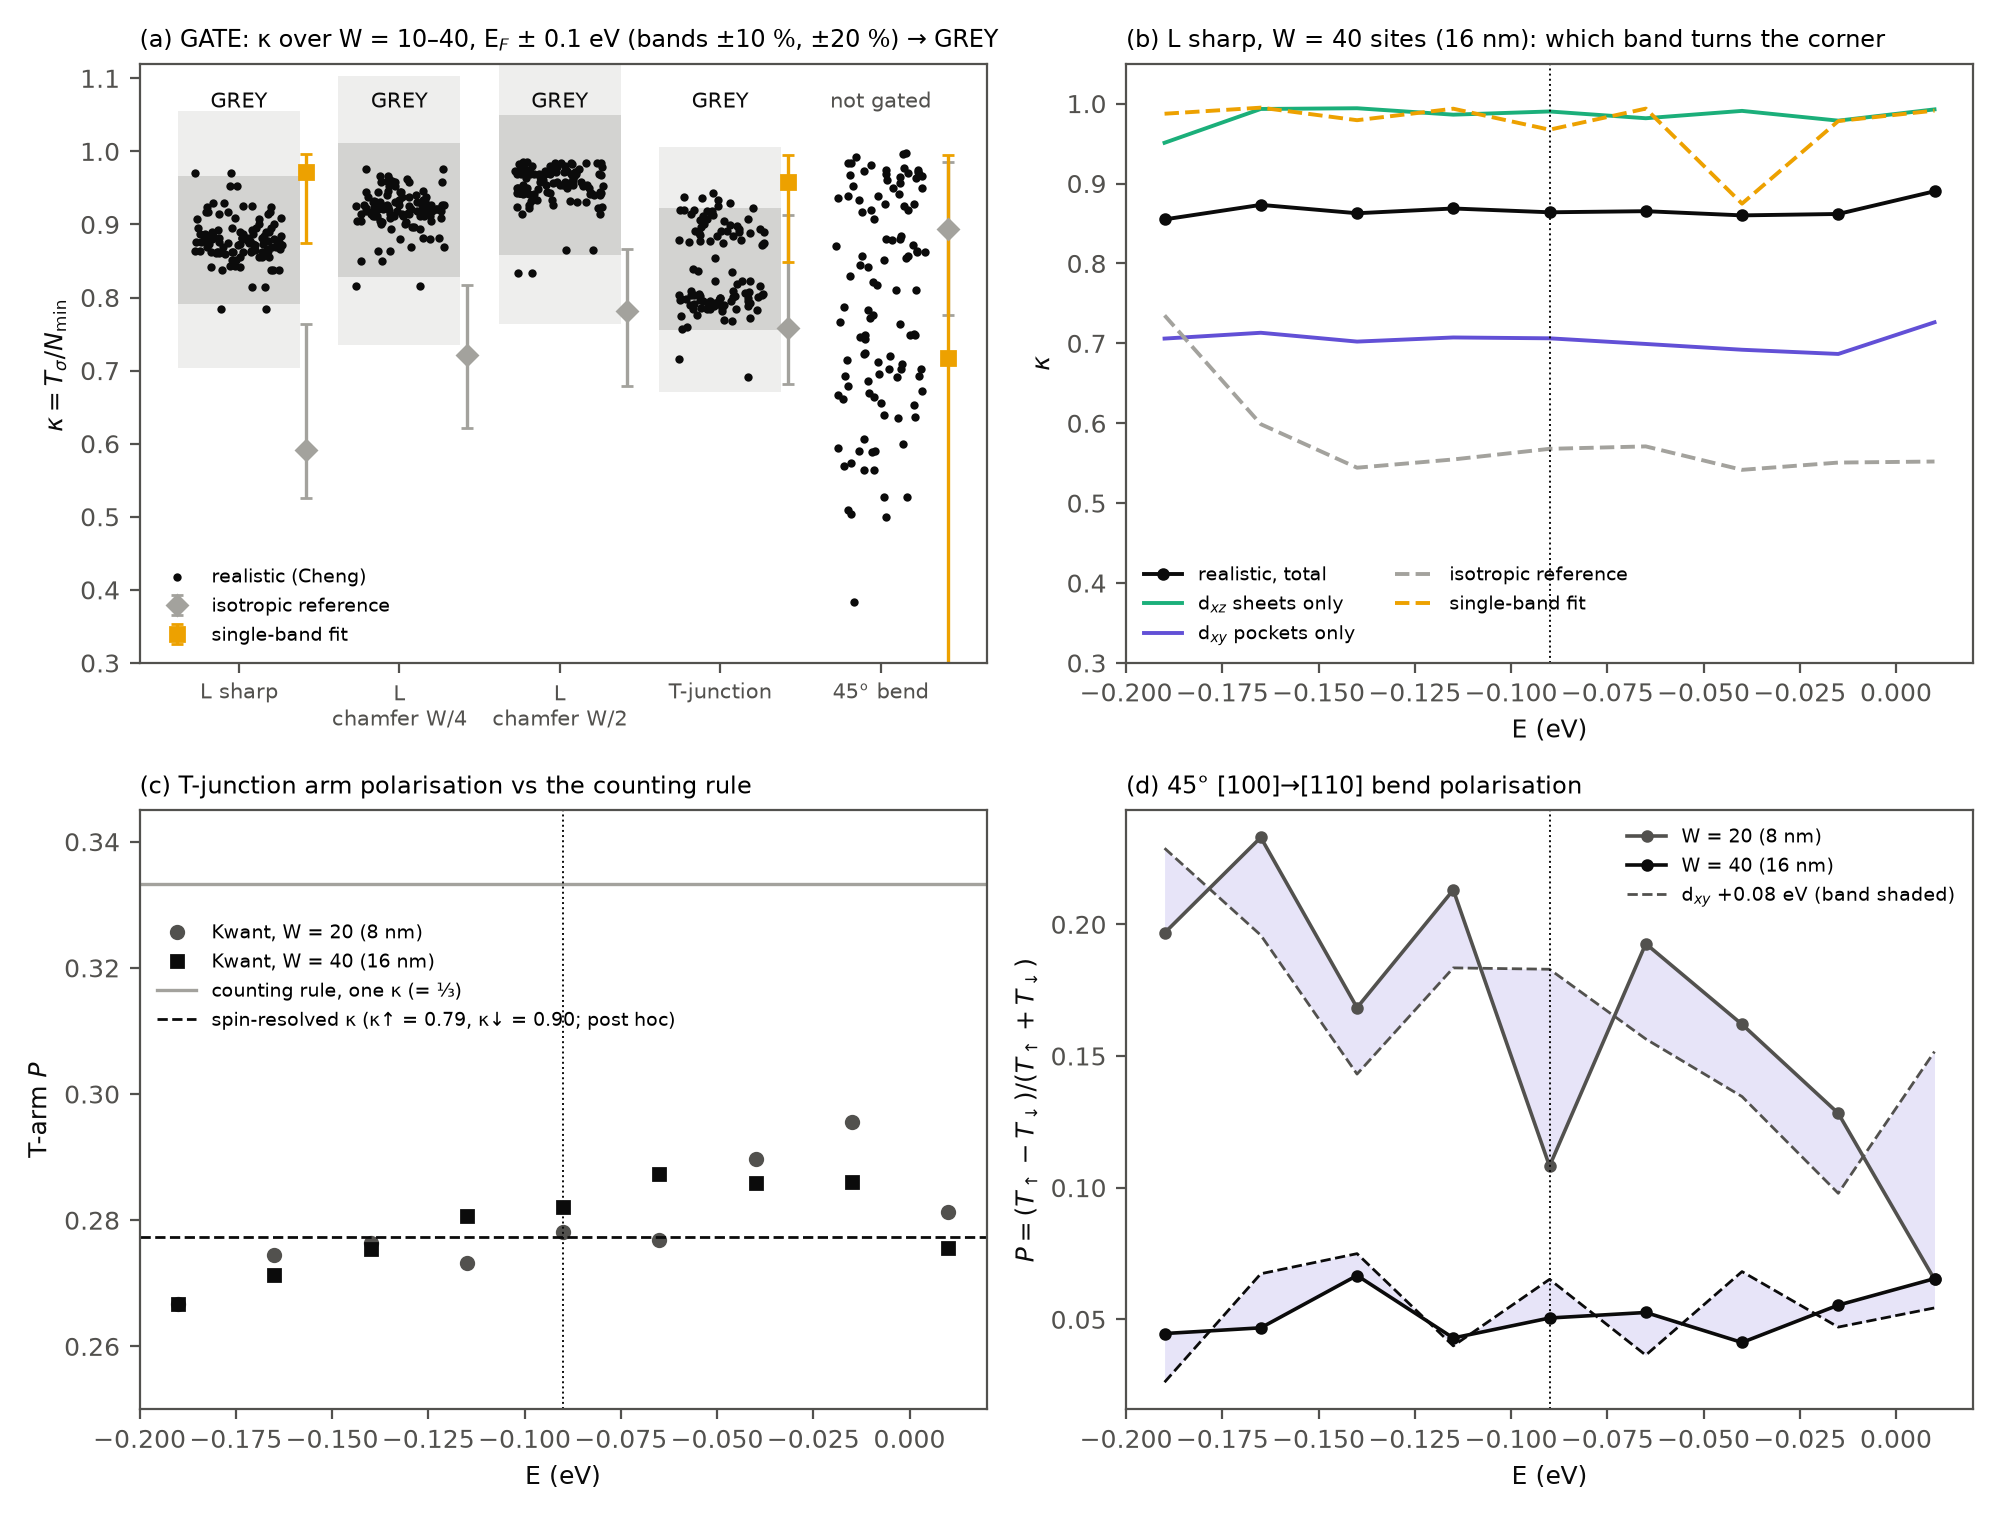 (a) GATE: κ over W = 10–40, E_F ± 0.1 eV (bands ±10 %, ±20 %) → GREY
κ = T_σ/N_min
1.1
1.0
0.9
0.8
0.7
0.6
0.5
0.4
0.3
GREY
GREY
GREY
GREY
not gated
realistic (Cheng)
isotropic reference
single-band fit
L sharp
L
chamfer W/4
L
chamfer W/2
T-junction
45° bend
(b) L sharp, W = 40 sites (16 nm): which band turns the corner
κ
1.0
0.9
0.8
0.7
0.6
0.5
0.4
0.3
realistic, total
d_xz sheets only
d_xy pockets only
isotropic reference
single-band fit
−0.200 −0.175 −0.150 −0.125 −0.100 −0.075 −0.050 −0.025 0.000
E (eV)
(c) T-junction arm polarisation vs the counting rule
T-arm P
0.34
0.32
0.30
0.28
0.26
Kwant, W = 20 (8 nm)
Kwant, W = 40 (16 nm)
counting rule, one κ (= ⅓)
spin-resolved κ (κ↑ = 0.79, κ↓ = 0.90; post hoc)
−0.200 −0.175 −0.150 −0.125 −0.100 −0.075 −0.050 −0.025 0.000
E (eV)
(d) 45° [100]→[110] bend polarisation
P = (T↑ − T↓)/(T↑ + T↓)
0.20
0.15
0.10
0.05
W = 20 (8 nm)
W = 40 (16 nm)
d_xy +0.08 eV (band shaded)
−0.200 −0.175 −0.150 −0.125 −0.100 −0.075 −0.050 −0.025 0.000
E (eV)